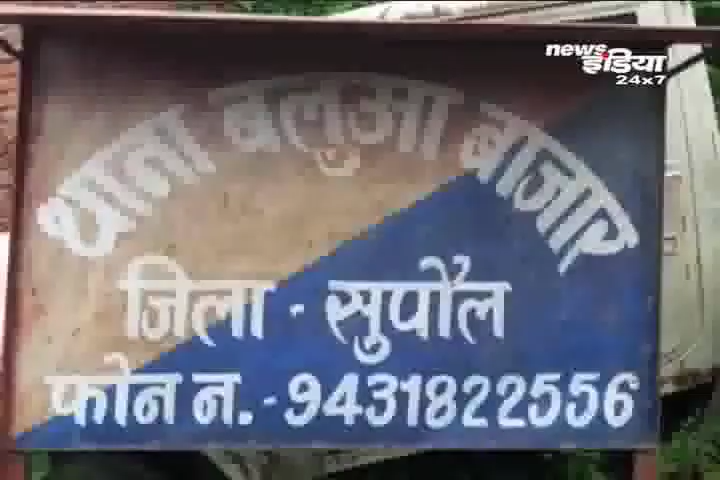 news
इंडिया
24x7
थाना बलुआ बाजार
जिला - सुपौल
फोन न. - 9431822556